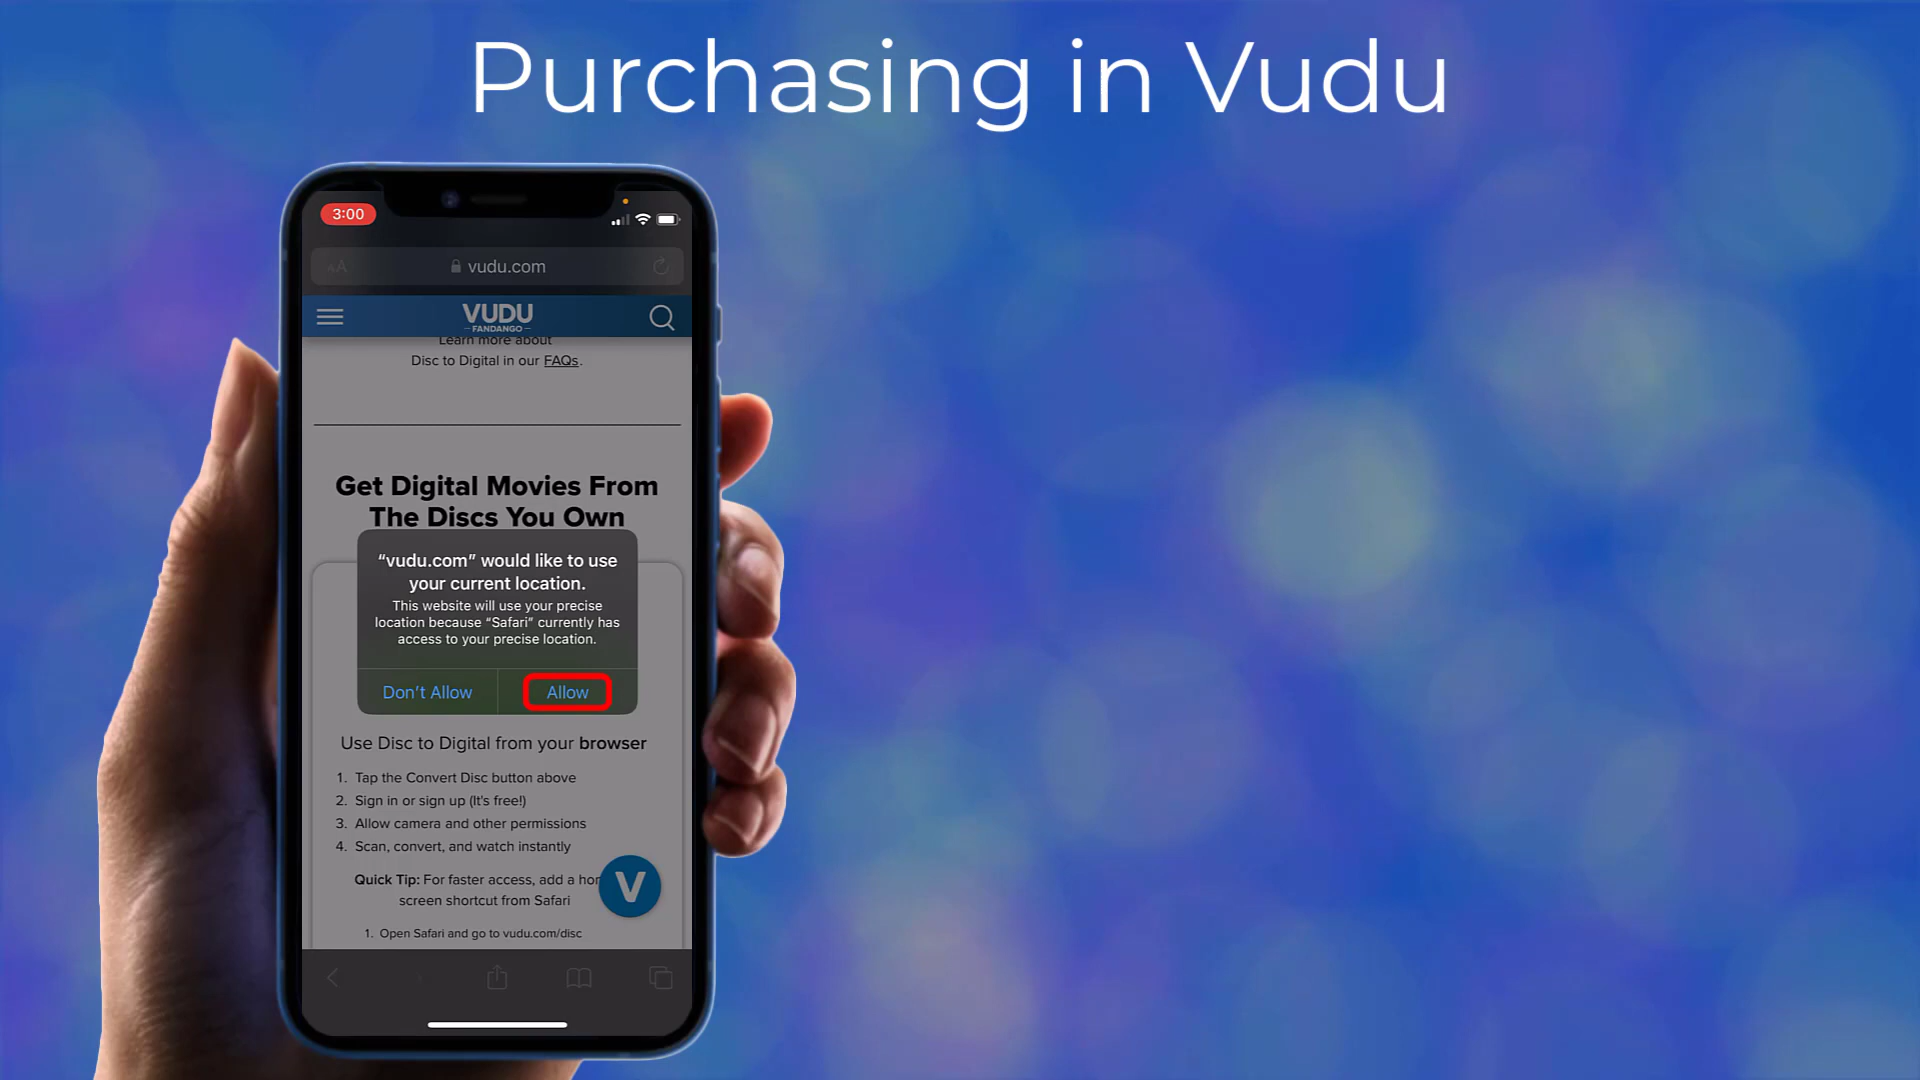 Purchasing in Vudu
3:00
AA
vudu.com
VUDU
FANDANGO
Learn more about
Disc to Digital in our FAQs.
Get Digital Movies From
The Discs You Own
“vudu.com” would like to use
your current location.
This website will use your precise
location because “Safari” currently has
access to your precise location.
Don’t Allow
Allow
Use Disc to Digital from your browser
1. Tap the Convert Disc button above
2. Sign in or sign up (It's free!)
3. Allow camera and other permissions
4. Scan, convert, and watch instantly
Quick Tip: For faster access, add a
screen shortcut from Safari
V
1. Open Safari and go to vudu.com/disc